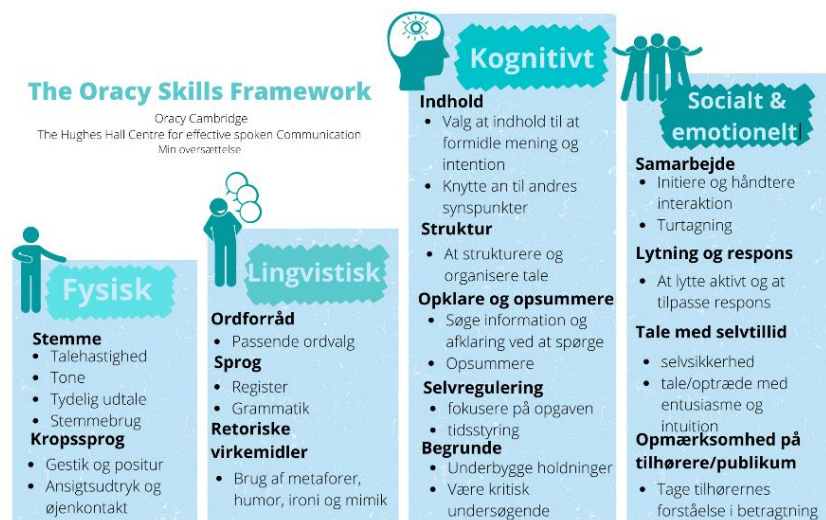 The Oracy Skills Framework
Oracy Cambridge
The Hughes Hall Centre for effective spoken Communication
Min oversættelse
Fysisk
Stemme
• Talehastighed
• Tone
• Tydelig udtale
• Stemmebrug
Kropssprog
• Gestik og positur
• Ansigtsudtryk og
øjenkontakt
Lingvistisk
Ordforråd
• Passende ordvalg
Sprog
• Register
• Grammatik
Retoriske
virkemidler
• Brug af metaforer,
humor, ironi og mimik
Kognitivt
Indhold
• Valg at indhold til at
formidle mening og
intention
• Knytte an til andres
synspunkter
Struktur
• At strukturere og
organisere tale
Opklare og opsummere
• Søge information og
afklaring ved at spørge
• Opsummere
Selvregulering
• fokusere på opgaven
• tidsstyring
Begrunde
• Underbygge holdninger
• Være kritisk
undersøgende
Socialt &
emotionelt
Samarbejde
• Initiere og håndtere
interaktion
• Turtagning
Lytning og respons
• At lytte aktivt og at
tilpasse respons
Tale med selvtillid
• selvsikkerhed
• tale/optræde med
entusiasme og
intuition
Opmærksomhed på
tilhørere/publikum
• Tage tilhørernes
forståelse i betragtning